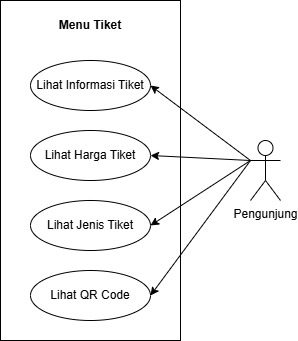 Menu Tiket
Lihat Informasi Tiket
Lihat Harga Tiket
Lihat Jenis Tiket
Lihat QR Code
Pengunjung